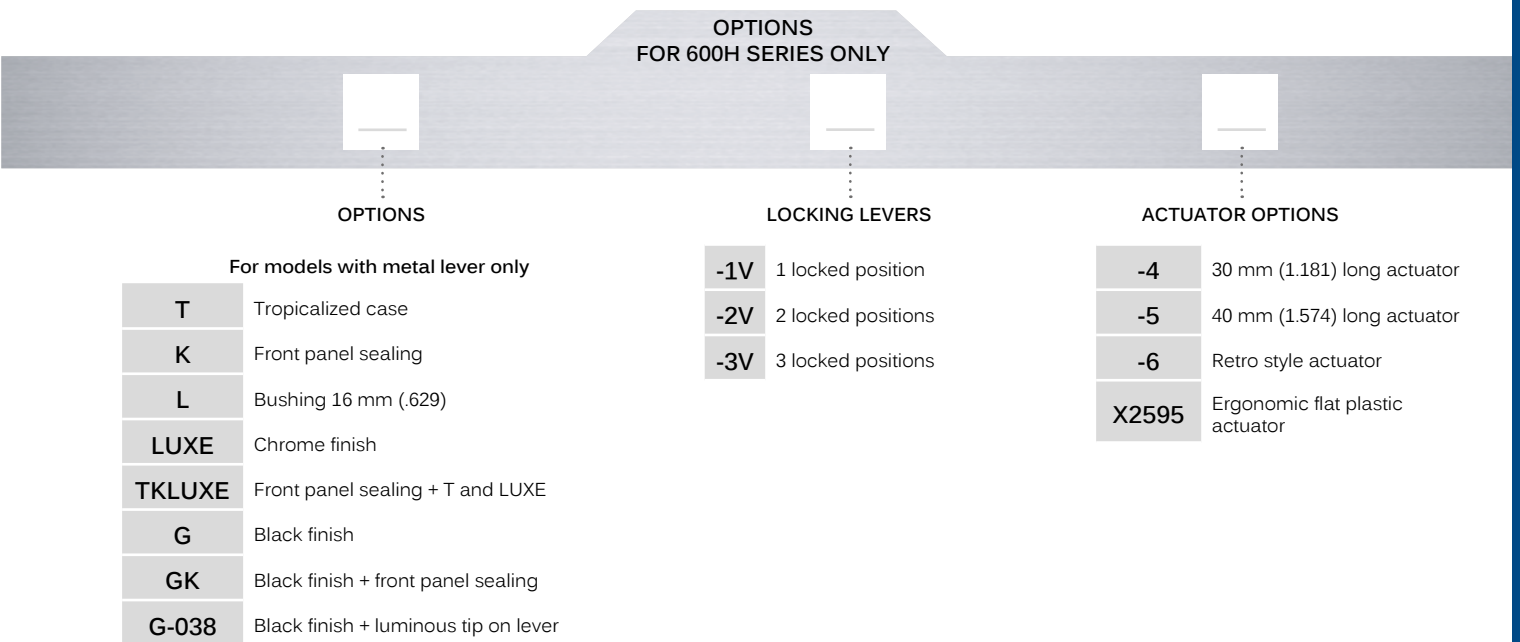 OPTIONS
FOR 600H SERIES ONLY
OPTIONS
For models with metal lever only
T Tropicalized case
K Front panel sealing
L Bushing 16 mm (.629)
LUXE Chrome finish
TKLUXE Front panel sealing + T and LUXE
G Black finish
GK Black finish + front panel sealing
G-038 Black finish + luminous tip on lever
LOCKING LEVERS
-1V 1 locked position
-2V 2 locked positions
-3V 3 locked positions
ACTUATOR OPTIONS
-4 30 mm (1.181) long actuator
-5 40 mm (1.574) long actuator
-6 Retro style actuator
X2595 Ergonomic flat plastic
actuator